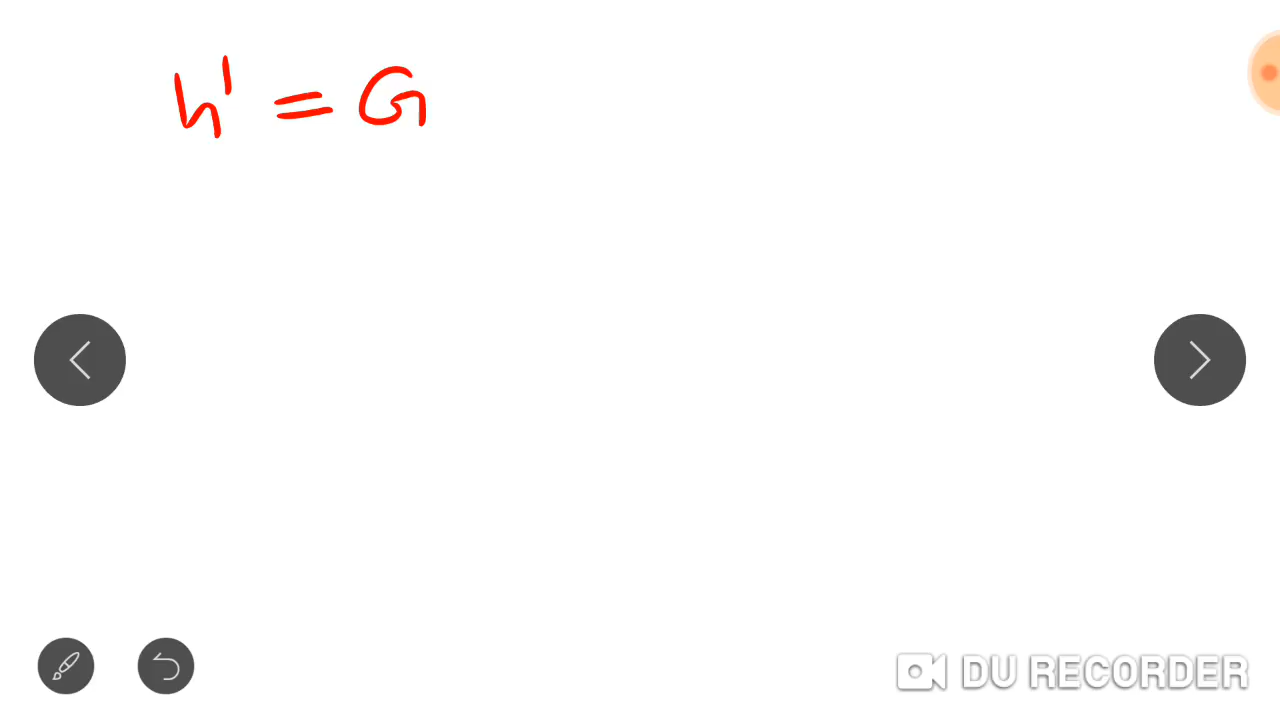 h' = G
DU RECORDER